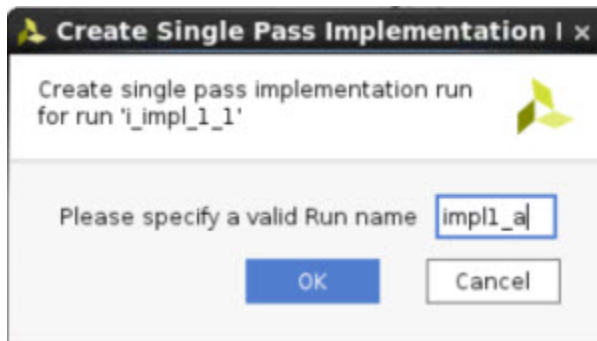 Create Single Pass Implementation I
Create single pass implementation run
for run 'i_impl_1_1'
Please specify a valid Run name impl1_a
OK Cancel